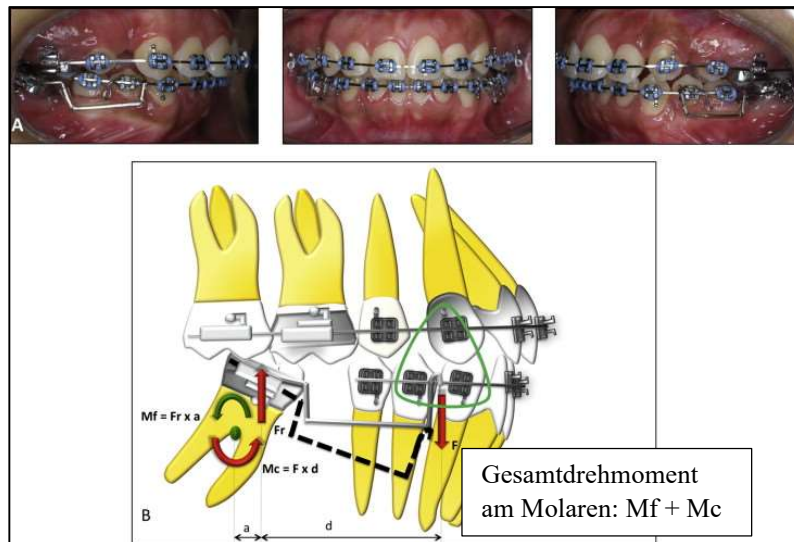 A
Mf = Fr x a
Fr
F
Mc = F x d
Gesamtdrehmoment
am Molaren: Mf + Mc
B
a
d